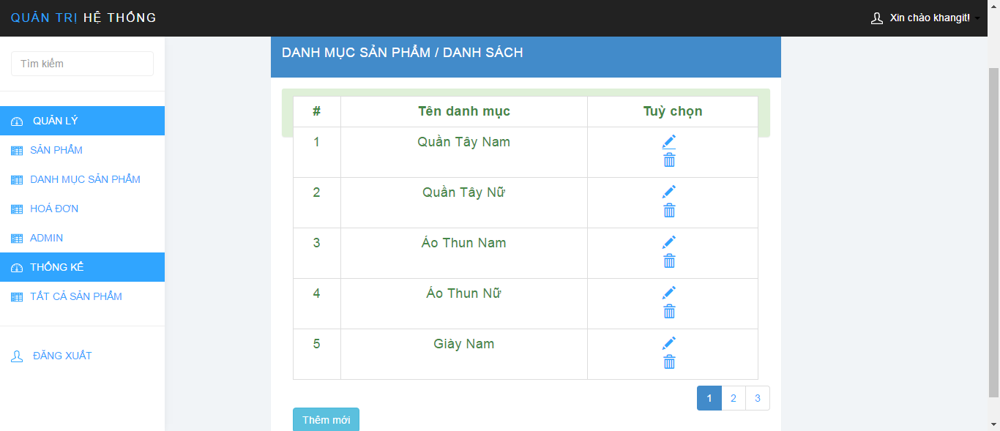 QUẢN TRỊ HỆ THỐNG
Xin chào khangit!
Tìm kiếm
QUẢN LÝ
SẢN PHẨM
DANH MỤC SẢN PHẨM
HOÁ ĐƠN
ADMIN
THỐNG KÊ
TẤT CẢ SẢN PHẨM
ĐĂNG XUẤT
DANH MỤC SẢN PHẨM / DANH SÁCH
# Tên danh mục Tuỳ chọn
1 Quần Tây Nam
2 Quần Tây Nữ
3 Áo Thun Nam
4 Áo Thun Nữ
5 Giày Nam
1 2 3
Thêm mới